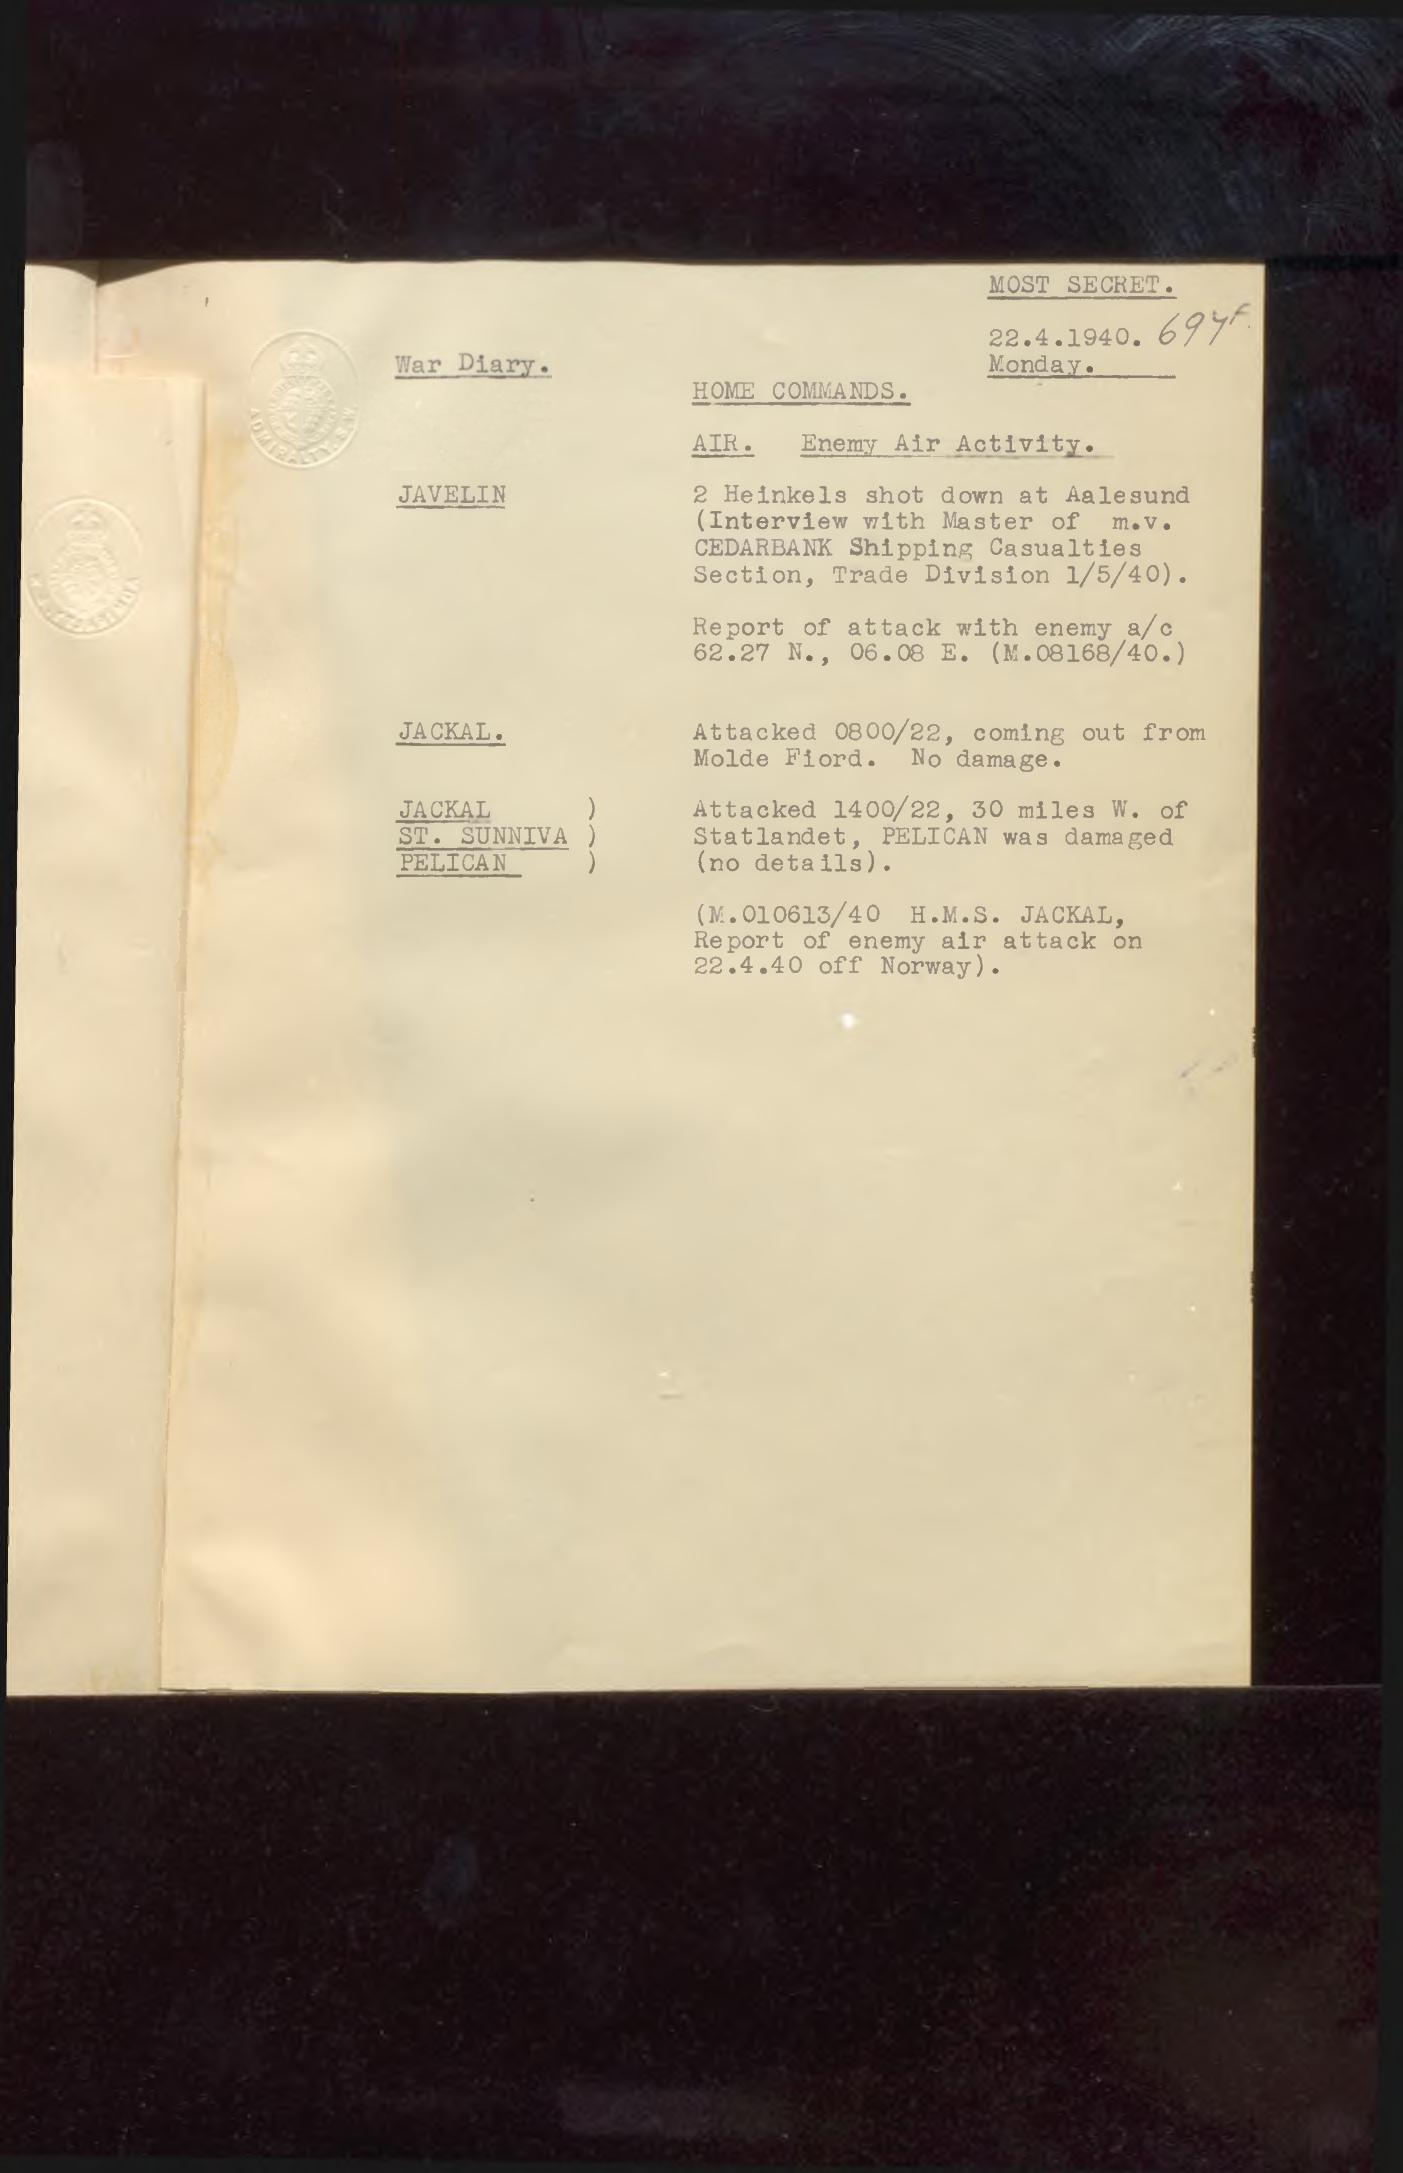 MOST SECRET.
22.4.1940. 697F
War Diary.
Monday.
HOME COMMANDS.
AIR. Enemy Air Activity.
JAVELIN 2 Heinkels shot down at Aalesund
(Interview with Master of m.v.
CEDARBANK Shipping Casualties
Section, Trade Division 1/5/40).
Report of attack with enemy a/c
62.27 N., 06.08 E. (M.08168/40.)
JACKAL. Attacked 0800/22, coming out from
Molde Fiord. No damage.
JACKAL ) Attacked 1400/22, 30 miles W. of
ST. SUNNIVA ) Statlandet, PELICAN was damaged
PELICAN ) (no details).
(M.010613/40 H.M.S. JACKAL,
Report of enemy air attack on
22.4.40 off Norway).
ADMIRALTY. S.W.